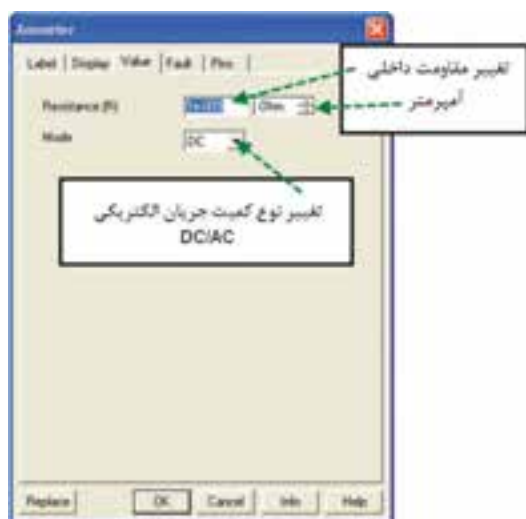 Ammeter
Label Display Value Fault Pins
Resistance (R)
Ohm
Mode
DC
تغییر مقاومت داخلی
آمپرمتر
تغییر نوع کمیت جریان الکتریکی
DC/AC
Replace OK Cancel Info Help